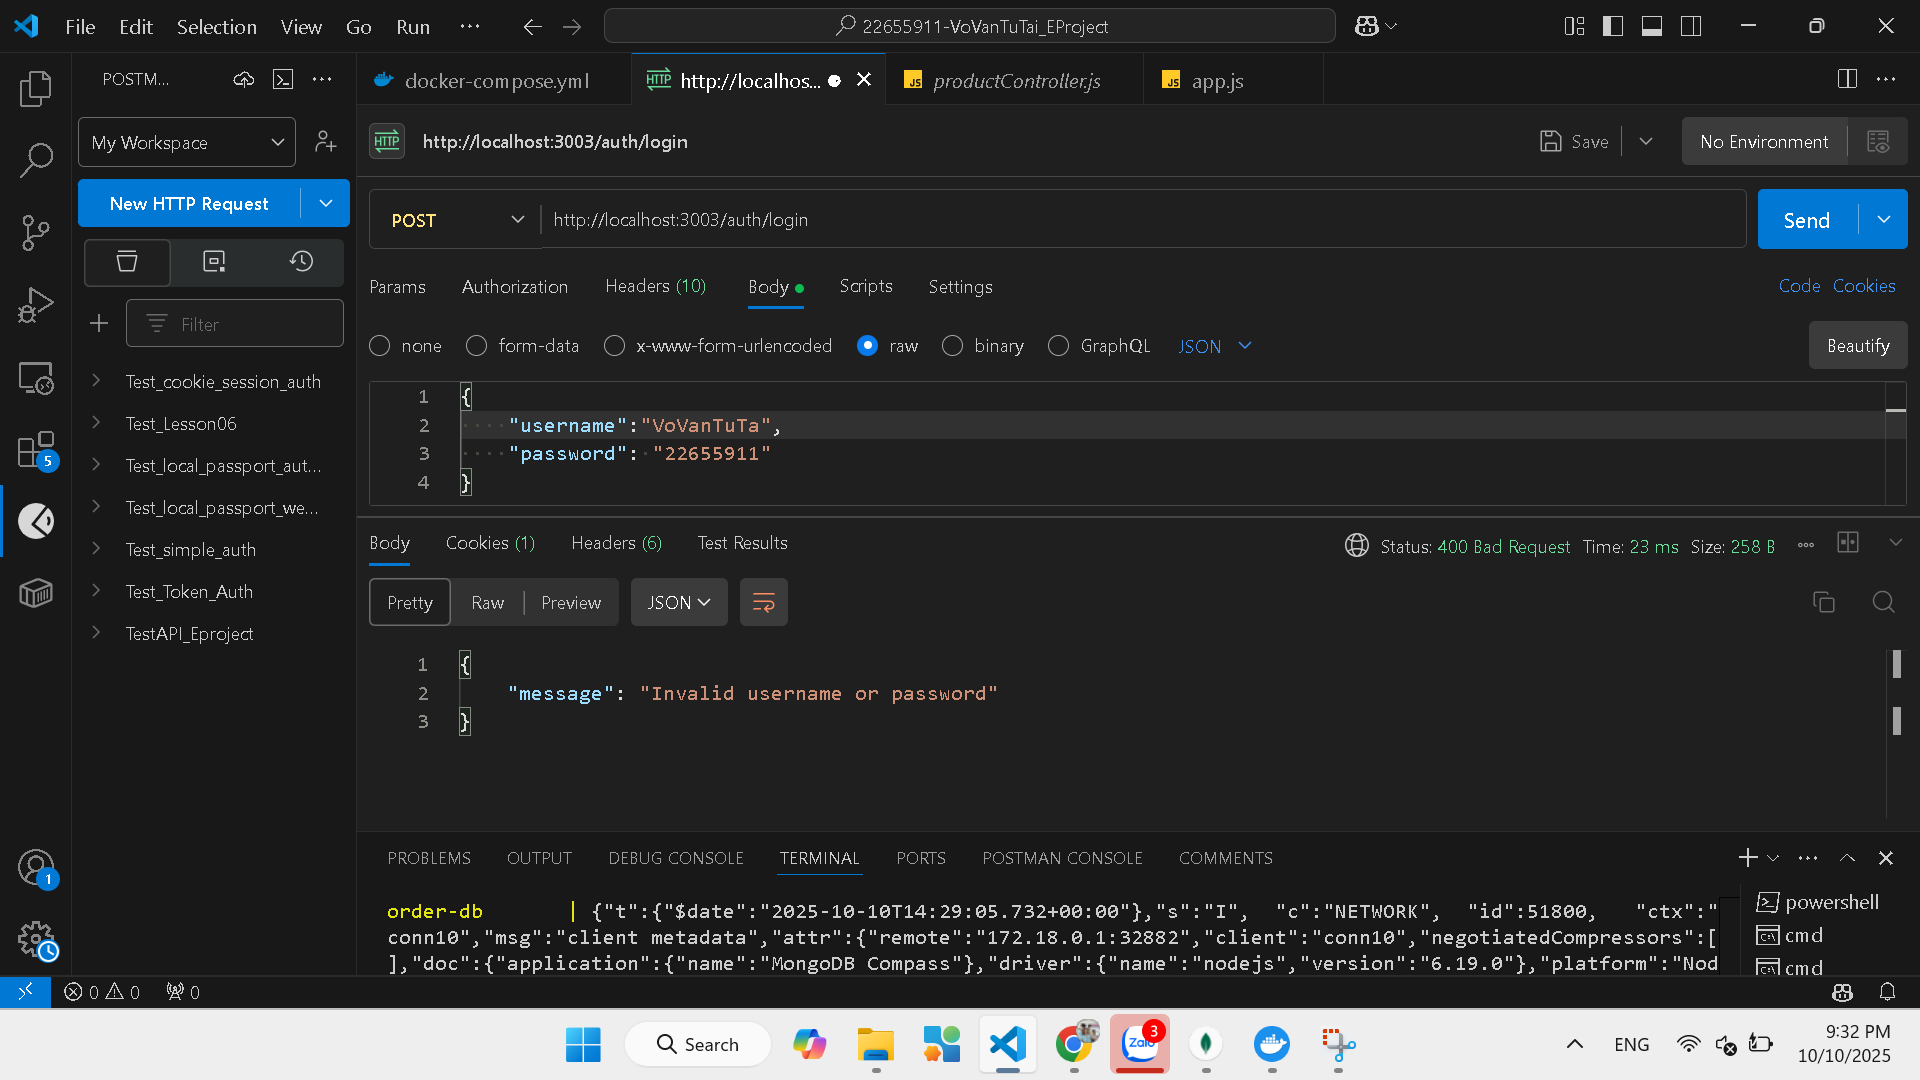 File Edit Selection View Go Run ···
22655911-VoVanTuTai_EProject
POSTM...
docker-compose.yml
HTTP http://localhos...
JS productController.js
JS app.js
My Workspace
HTTP http://localhost:3003/auth/login
Save
No Environment
New HTTP Request
POST http://localhost:3003/auth/login
Send
Params Authorization Headers (10) Body Scripts Settings
Code Cookies
Filter
none form-data x-www-form-urlencoded raw binary GraphQL JSON
Beautify
Test_cookie_session_auth
Test_Lesson06
Test_local_passport_aut...
Test_local_passport_we...
Test_simple_auth
Test_Token_Auth
TestAPI_Eproject
1 {
2 ····"username":"VoVanTuTa",
3 ····"password":·"22655911"
4 }
5
Body Cookies (1) Headers (6) Test Results
Status: 400 Bad Request Time: 23 ms Size: 258 B
Pretty Raw Preview JSON
1 {
2 "message": "Invalid username or password"
3 }
1
PROBLEMS OUTPUT DEBUG CONSOLE TERMINAL PORTS POSTMAN CONSOLE COMMENTS
order-db | {"t":{"$date":"2025-10-10T14:29:05.732+00:00"},"s":"I", "c":"NETWORK", "id":51800, "ctx":"
conn10","msg":"client metadata","attr":{"remote":"172.18.0.1:32882","client":"conn10","negotiatedCompressors":[
],"doc":{"application":{"name":"MongoDB Compass"},"driver":{"name":"nodejs","version":"6.19.0"},"platform":"Nod
powershell
cmd
cmd
0 0 0
Search
Zalo 3
ENG
9:32 PM
10/10/2025